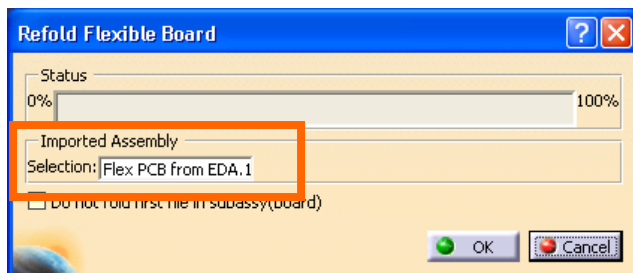 Refold Flexible Board
Status
0% 100%
Imported Assembly
Selection: Flex PCB from EDA.1
Do not fold first file in subassy(board)
OK Cancel